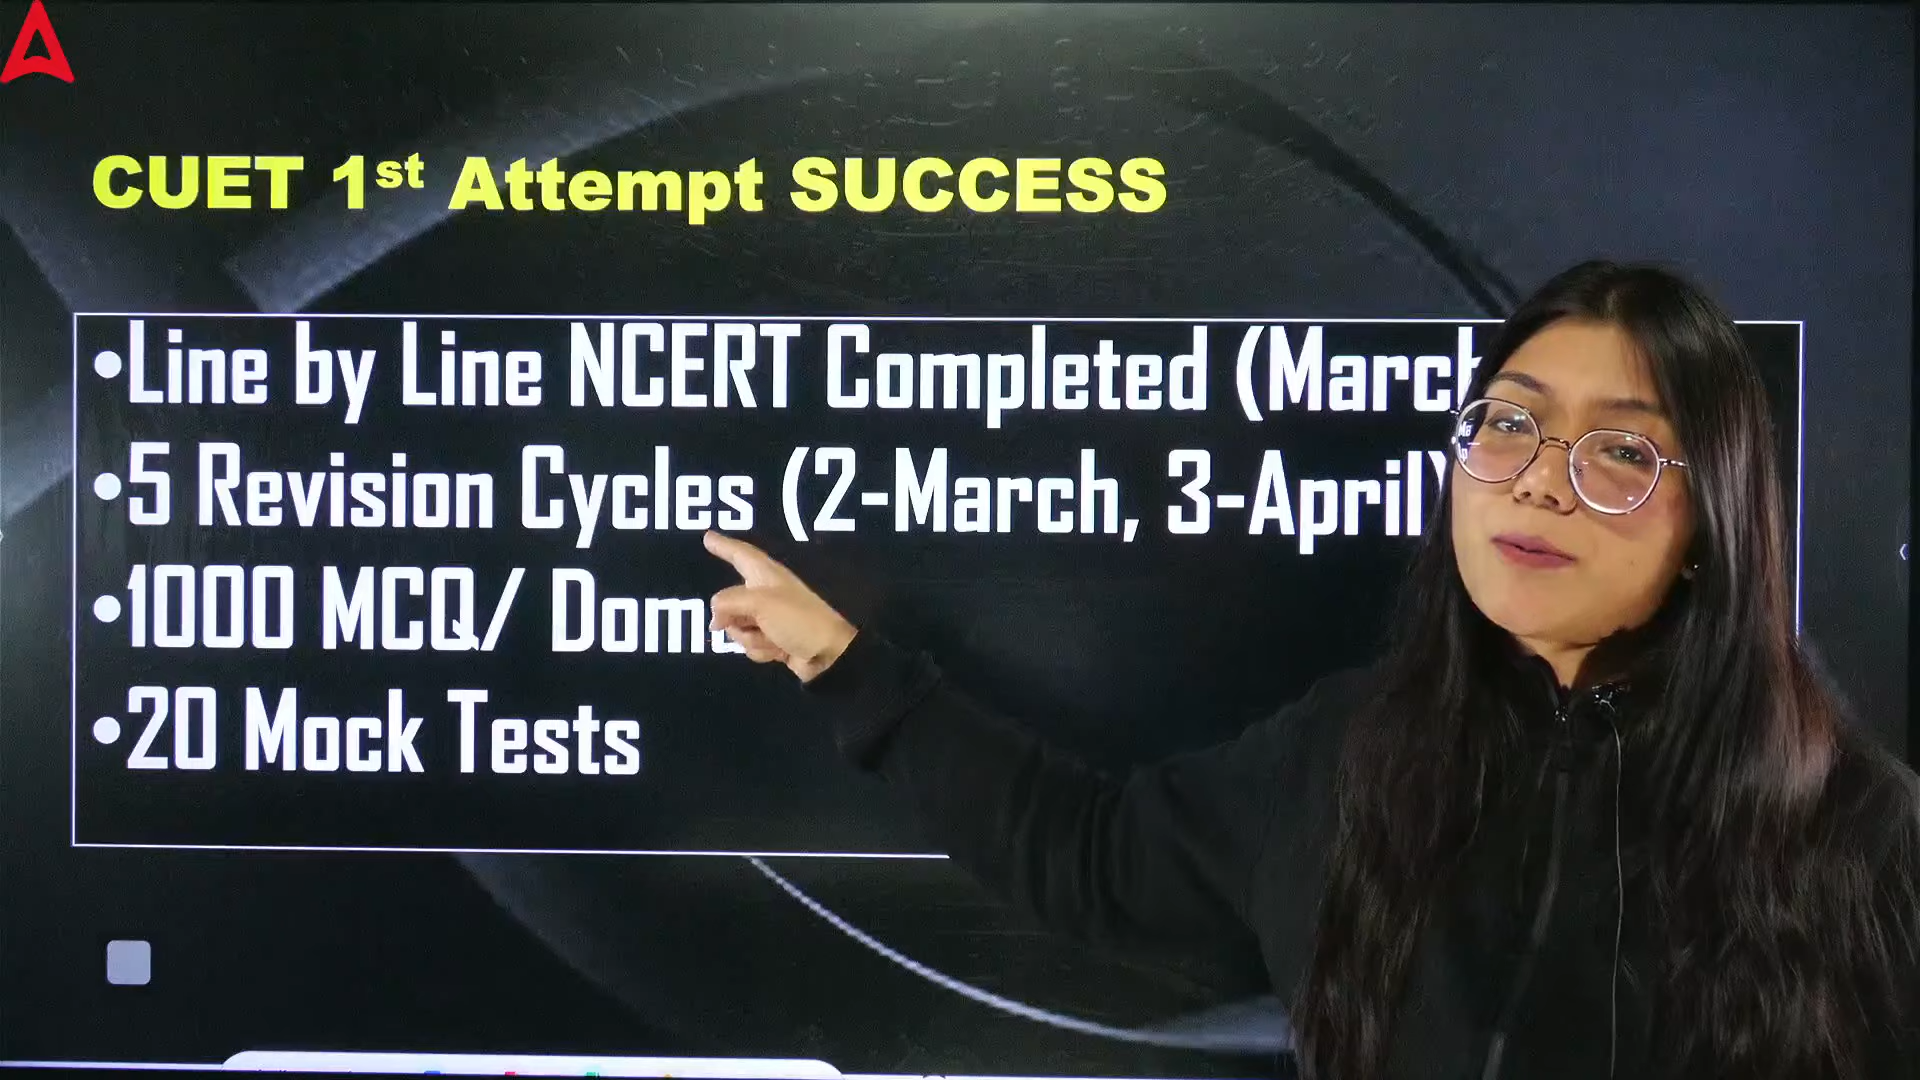 CUET 1st Attempt SUCCESS
•Line by Line NCERT Completed (March
•5 Revision Cycles (2-March, 3-April)
•1000 MCQ/
•20 Mock Tests